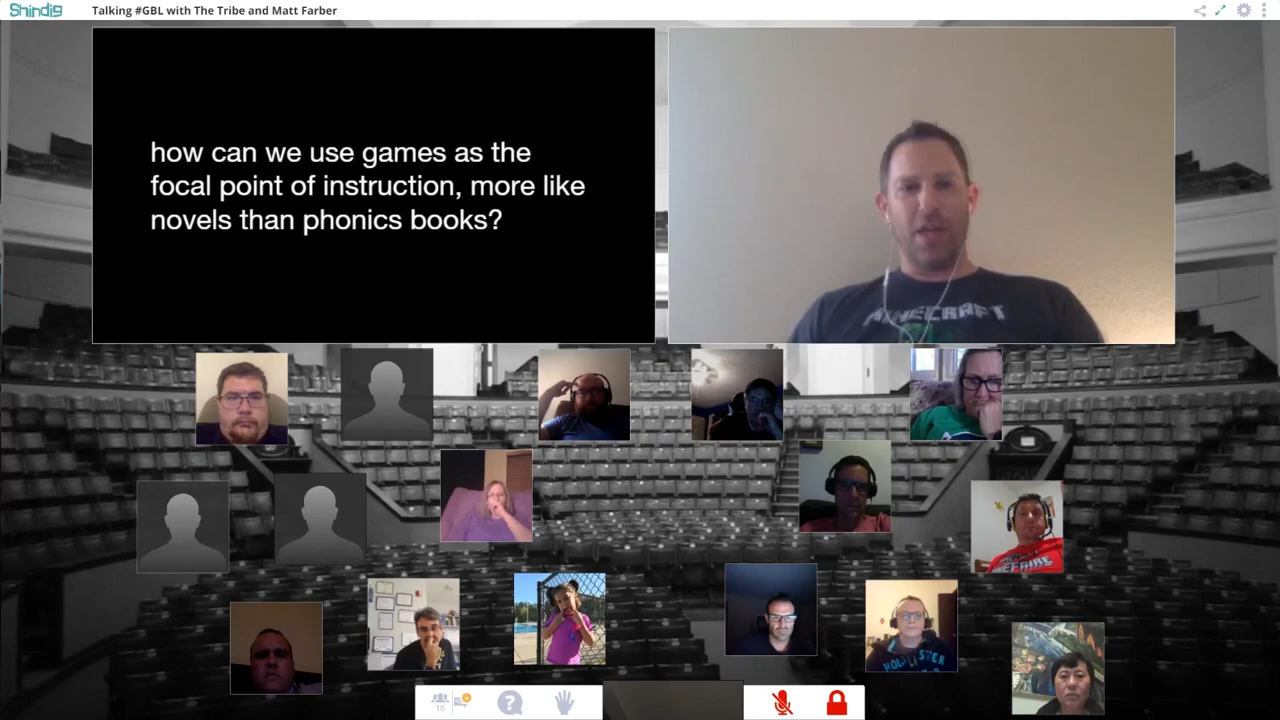 Shindig
Talking #GBL with The Tribe and Matt Farber
how can we use games as the
focal point of instruction, more like
novels than phonics books?
MINECRAFT
18